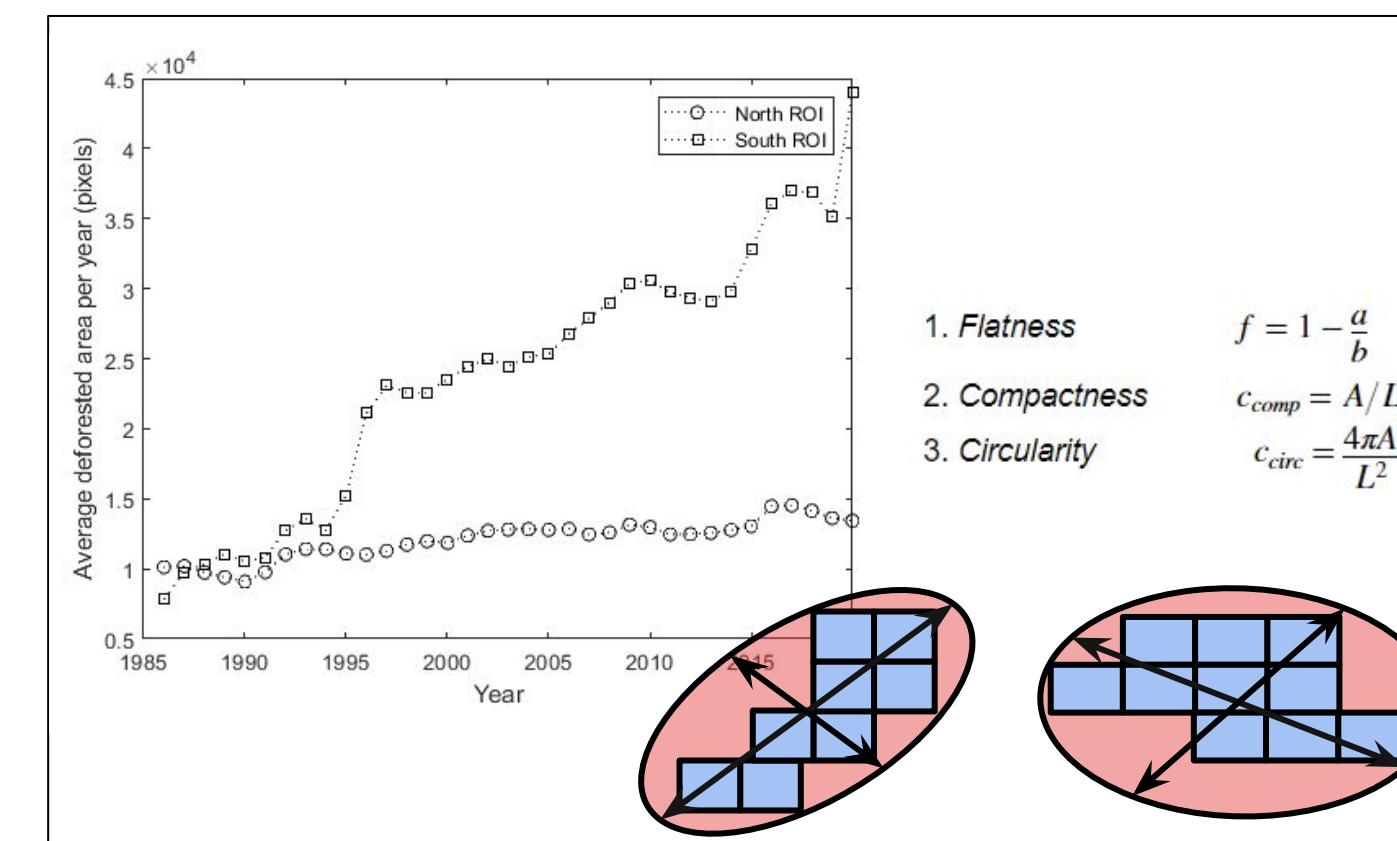 ×10⁴
4.5
4
3.5
3
2.5
2
1.5
1
0.5
Average deforested area per year (pixels)
North ROI
South ROI
1985 1990 1995 2000 2005 2010 2015
Year
1. Flatness f = 1 − a/b
2. Compactness c_comp = A/L
3. Circularity c_circ = 4πA/L²